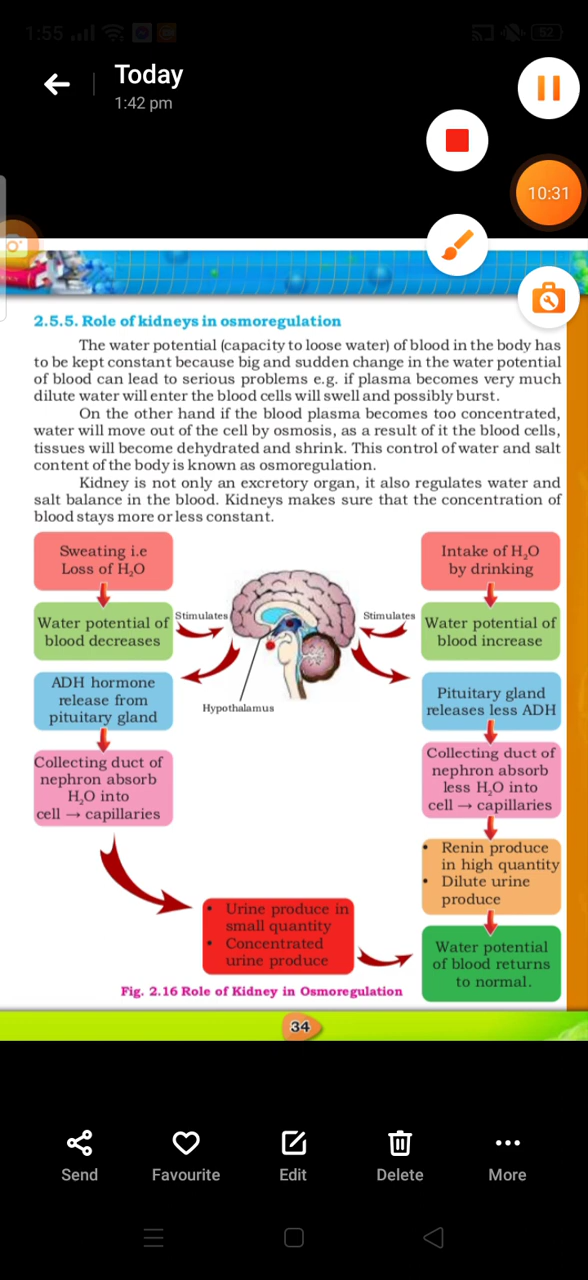 1:55
52
Today
1:42 pm
10:31
2.5.5. Role of kidneys in osmoregulation
The water potential (capacity to loose water) of blood in the body has
to be kept constant because big and sudden change in the water potential
of blood can lead to serious problems e.g. if plasma becomes very much
dilute water will enter the blood cells will swell and possibly burst.
On the other hand if the blood plasma becomes too concentrated,
water will move out of the cell by osmosis, as a result of it the blood cells,
tissues will become dehydrated and shrink. This control of water and salt
content of the body is known as osmoregulation.
Kidney is not only an excretory organ, it also regulates water and
salt balance in the blood. Kidneys makes sure that the concentration of
blood stays more or less constant.
Sweating i.e
Loss of H₂O
Water potential of
blood decreases
ADH hormone
release from
pituitary gland
Collecting duct of
nephron absorb
H₂O into
cell → capillaries
Stimulates
Hypothalamus
Stimulates
Intake of H₂O
by drinking
Water potential of
blood increase
Pituitary gland
releases less ADH
Collecting duct of
nephron absorb
less H₂O into
cell → capillaries
• Renin produce
in high quantity
• Dilute urine
produce
• Urine produce in
small quantity
• Concentrated
urine produce
Water potential
of blood returns
to normal.
Fig. 2.16 Role of Kidney in Osmoregulation
34
Send
Favourite
Edit
Delete
More